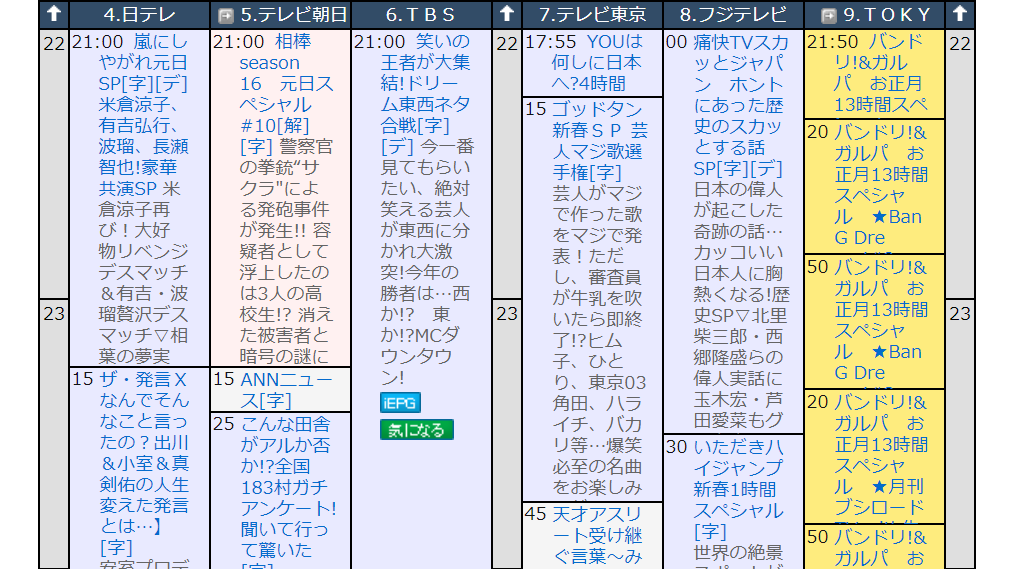 4.日テレ
5.テレビ朝日
6.ＴＢＳ
7.テレビ東京
8.フジテレビ
9.ＴＯＫＹ
22
21:00 嵐にし
やがれ元日
SP[字][デ]
米倉涼子、
有吉弘行、
波瑠、長瀬
智也!豪華
共演SP 米
倉涼子再
び！大好
物リベンジ
デスマッチ
＆有吉・波
瑠贅沢デス
マッチ▽相
葉の夢実
23
15 ザ・発言Ｘ
なんでそん
なこと言っ
たの？出川
＆小室＆真
剣佑の人生
変えた発言
とは…】
[字]
21:00 相棒
season
16　元日ス
ペシャル
#10[解]
[字] 警察官
の拳銃“サ
クラ"によ
る発砲事件
が発生!! 容
疑者として
浮上したの
は3人の高
校生!? 消え
た被害者と
暗号の謎に
15 ANNニュー
ス[字]
25 こんな田舎
がアルか否
か!?全国
183村ガチ
アンケート!
聞いて行っ
て驚いた
21:00 笑いの
王者が大集
結!ドリー
ム東西ネタ
合戦[字]
[デ] 今一番
見てもらい
たい、絶対
笑える芸人
が東西に分
かれ大激
突!今年の
勝者は…西
か!?　東
か!?MCダ
ウンタウ
ン!
iEPG
気になる
22
23
17:55 YOUは
何しに日本
へ?4時間
15 ゴッドタン
新春ＳＰ 芸
人マジ歌選
手権[字]
芸人がマジ
で作った歌
をマジで発
表！ただ
し、審査員
が牛乳を吹
いたら即終
了!?ヒム
子、ひと
り、東京03
角田、ハラ
イチ、バカ
リ等…爆笑
必至の名曲
をお楽しみ
45 天才アスリ
ート受け継
ぐ言葉～み
00 痛快TVスカ
ッとジャパ
ン　ホント
にあった歴
史のスカッ
とする話
SP[字][デ]
日本の偉人
が起こした
奇跡の話…
カッコいい
日本人に胸
熱くなる!歴
史SP▽北里
柴三郎・西
郷隆盛らの
偉人実話に
玉木宏・芦
田愛菜もグ
30 いただきハ
イジャンプ
新春1時間
スペシャル
[字]
世界の絶景
21:50 バンド
リ!&ガル
パ　お正月
13時間スペ
20 バンドリ!&
ガルパ　お
正月13時間
スペシャ
ル　★Ban
G Dre
50 バンドリ!&
ガルパ　お
正月13時間
スペシャ
ル　★Ban
G Dre
20 バンドリ!&
ガルパ　お
正月13時間
スペシャ
ル　★月刊
ブシロード
50 バンドリ!&
ガルパ　お
22
23